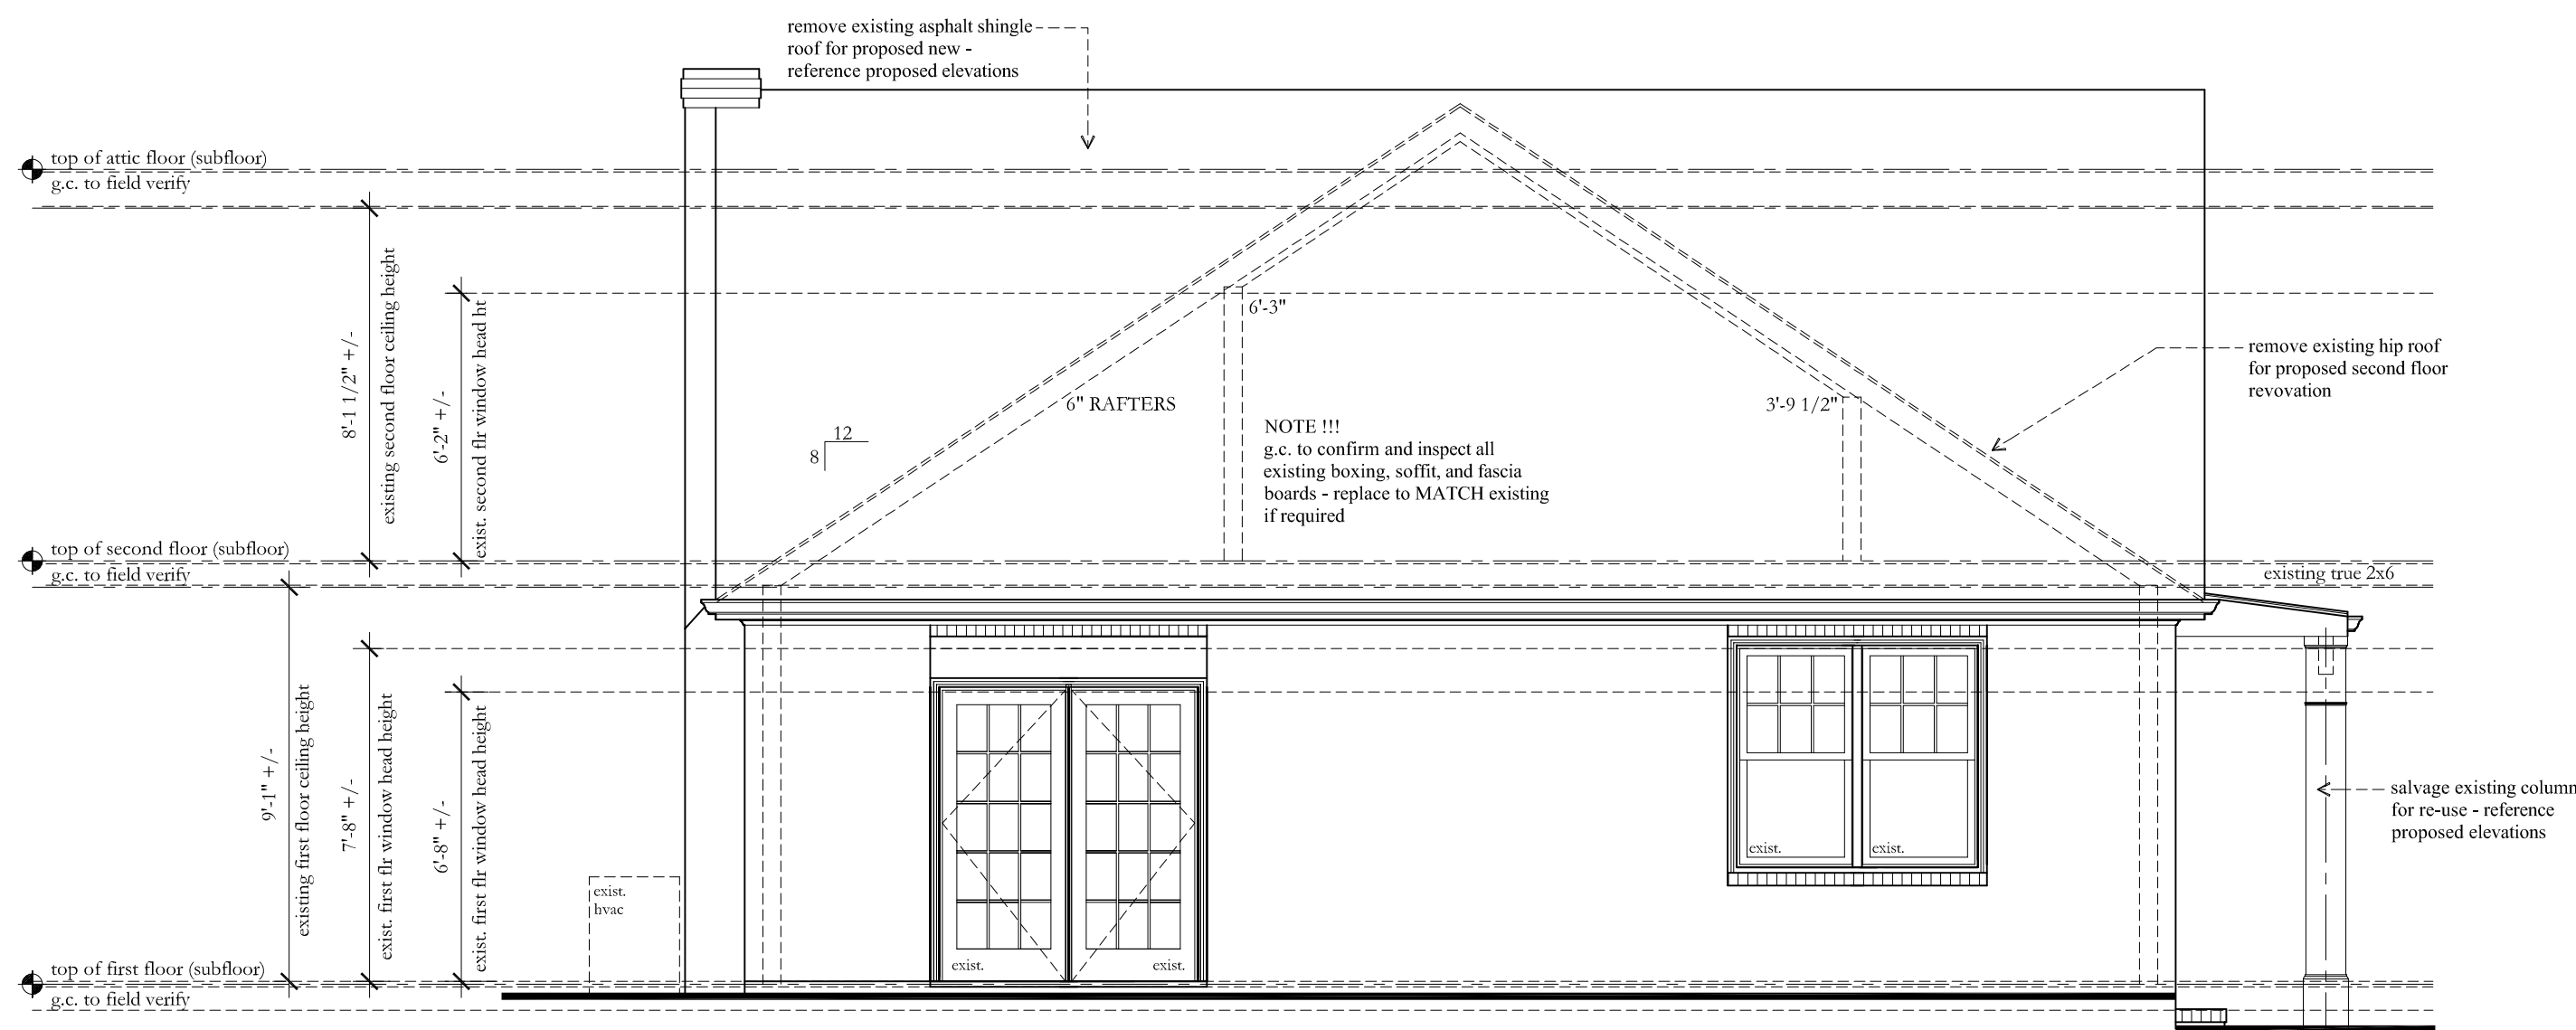 remove existing asphalt shingle
roof for proposed new -
reference proposed elevations
top of attic floor (subfloor)
g.c. to field verify
8'-1 1/2" +/-
existing second floor ceiling height
6'-2" +/-
exist. second flr window head ht
6'-3"
6" RAFTERS
3'-9 1/2"
12
8
NOTE !!!
g.c. to confirm and inspect all
existing boxing, soffit, and fascia
boards - replace to MATCH existing
if required
remove existing hip roof
for proposed second floor
revovation
top of second floor (subfloor)
g.c. to field verify
existing true 2x6
9'-1" +/-
existing first floor ceiling height
7'-8" +/-
exist. first flr window head height
6'-8" +/-
exist. first flr window head height
exist.
hvac
exist.
exist.
exist.
exist.
salvage existing column
for re-use - reference
proposed elevations
top of first floor (subfloor)
g.c. to field verify